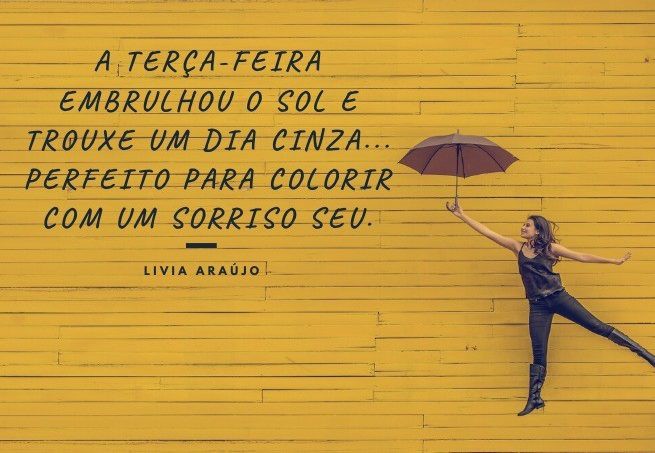 A TERÇA-FEIRA
EMBRULHOU O SOL E
TROUXE UM DIA CINZA...
PERFEITO PARA COLORIR
COM UM SORRISO SEU.
LIVIA ARAÚJO